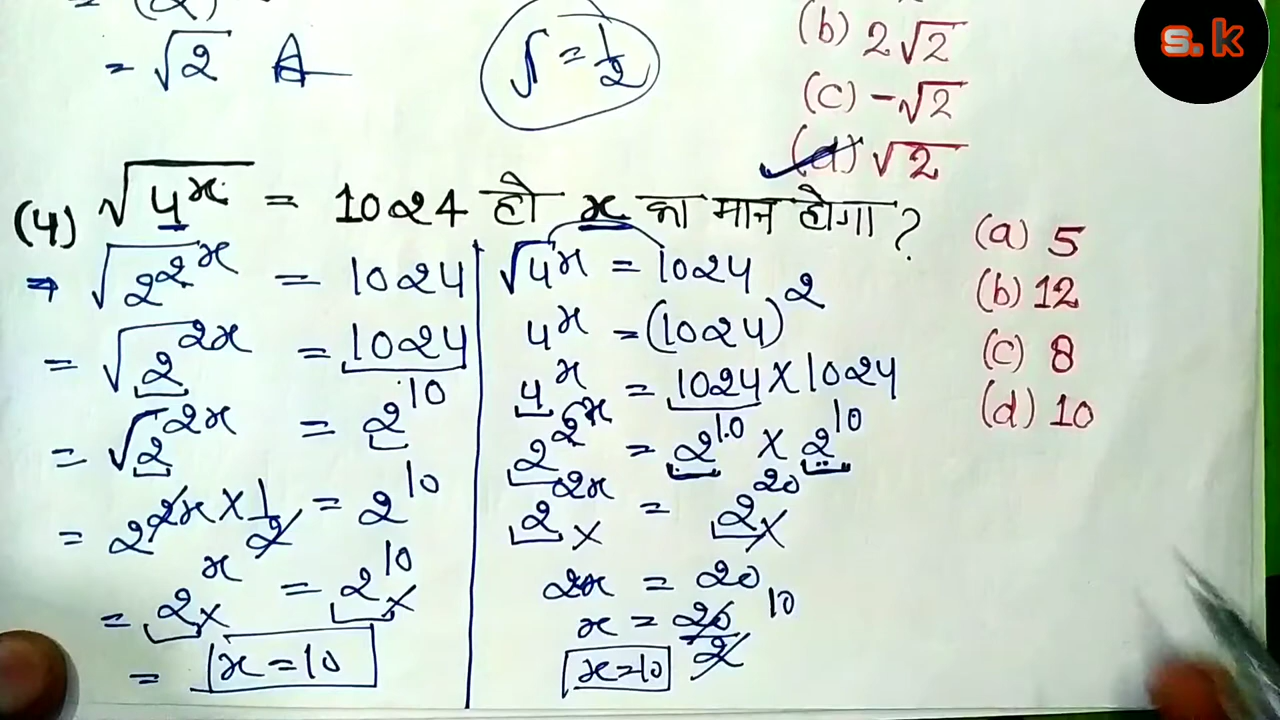 = √2 A
√ = 1/2
(b) 2√2
(c) -√2
(d) √2
s.k
(4) √4^x = 1024 हो x का मान होगा ?
(a) 5
(b) 12
(c) 8
(d) 10
⇒ √2^2^x = 1024
= √2^2x = 1024
= √2^2x = 2^10
= 2^2x × 1/2 = 2^10
= 2^x = 2^10
= x = 10
√4^x = 1024
4^x = (1024)^2
4^x = 1024 × 1024
2^2^x = 2^10 × 2^10
2^2x = 2^20
2x = 20
x = 20/2 10
x = 10